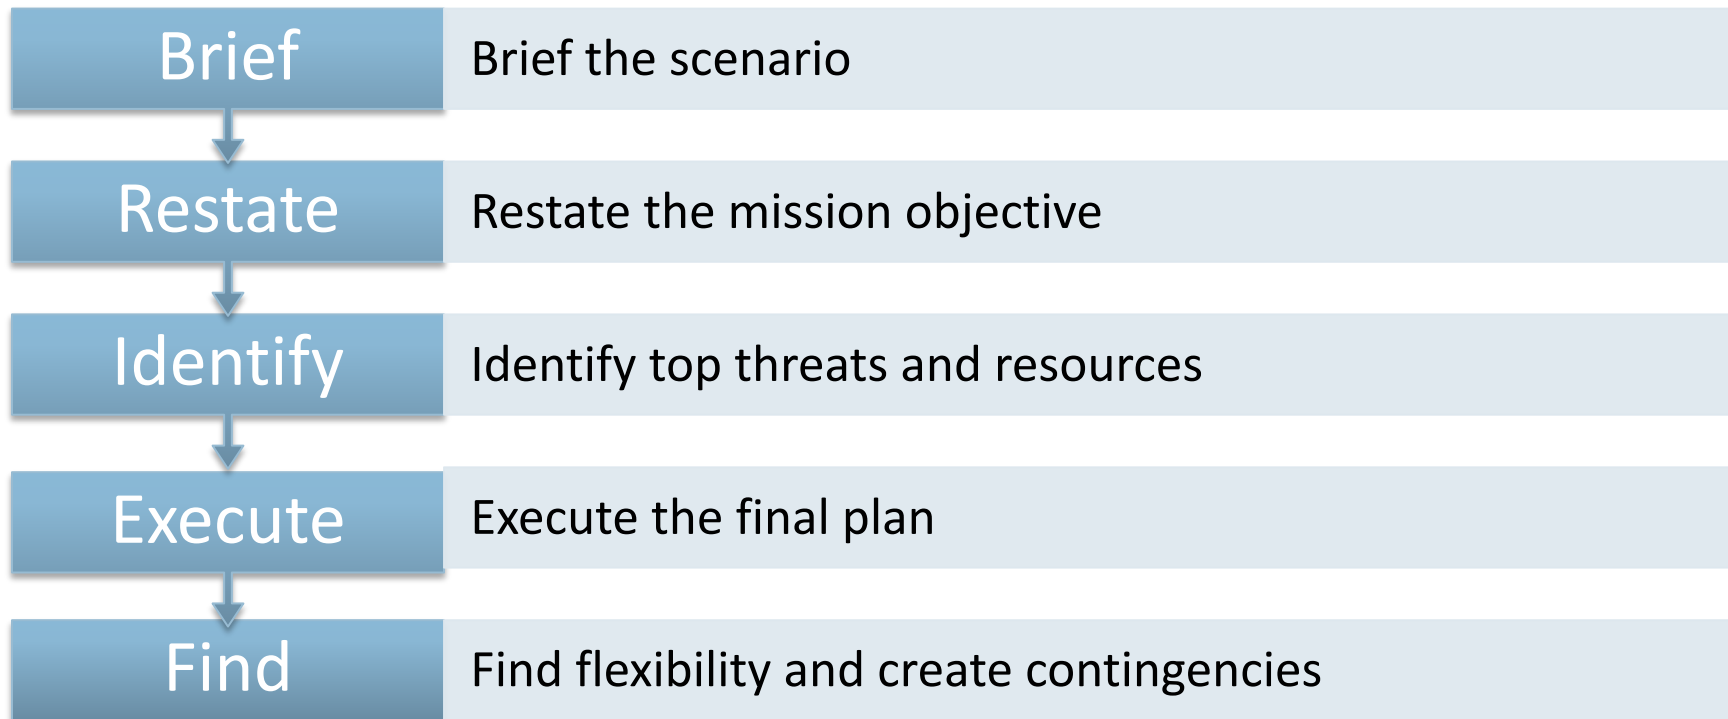 Brief
Brief the scenario
Restate
Restate the mission objective
Identify
Identify top threats and resources
Execute
Execute the final plan
Find
Find flexibility and create contingencies